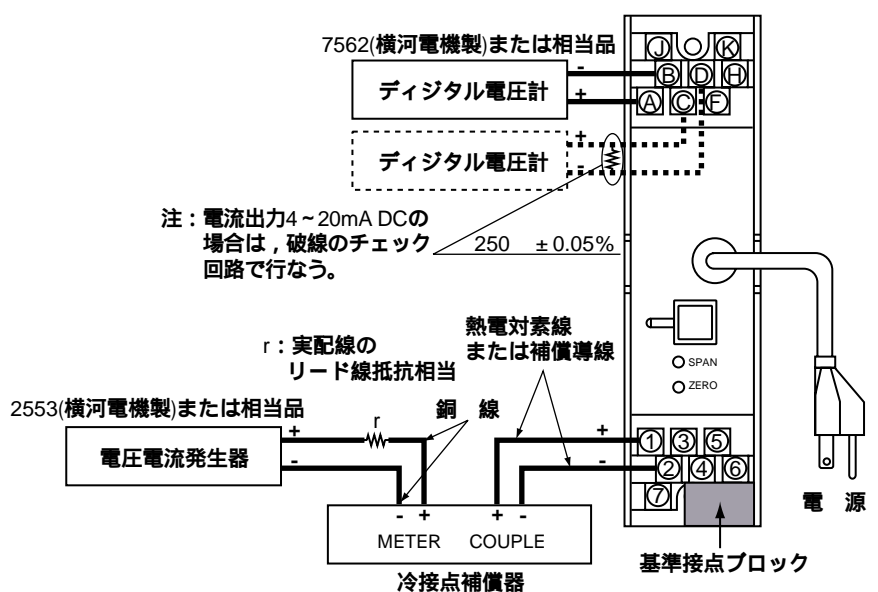 7562(横河電機製)または相当品
J K
- B D H
ディジタル電圧計
+ A C F
+
ディジタル電圧計
-
注：電流出力4～20mA DCの
場合は，破線のチェック
回路で行なう。
250 ±0.05%
熱電対素線
または補償導線
r：実配線の
リード線抵抗相当
SPAN
ZERO
2553(横河電機製)または相当品
r
銅 線
+ + 1 3 5
電圧電流発生器
- - 2 4 6
7
電 源
- + + -
METER COUPLE
基準接点ブロック
冷接点補償器